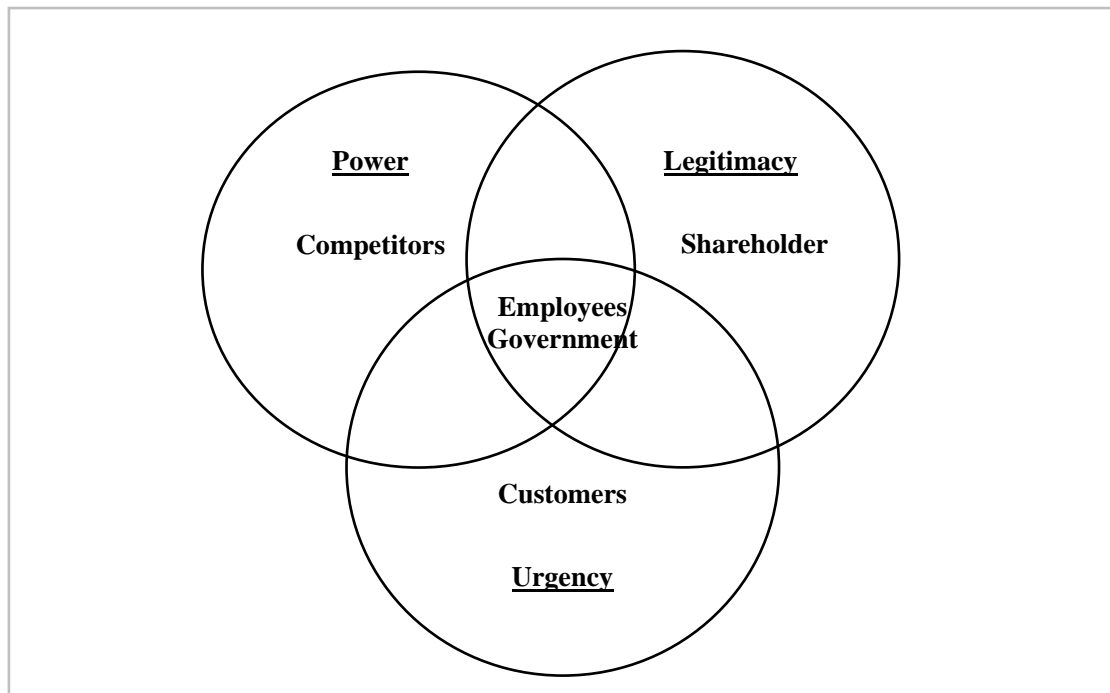 Power
Legitimacy
Competitors
Shareholder
Employees
Government
Customers
Urgency